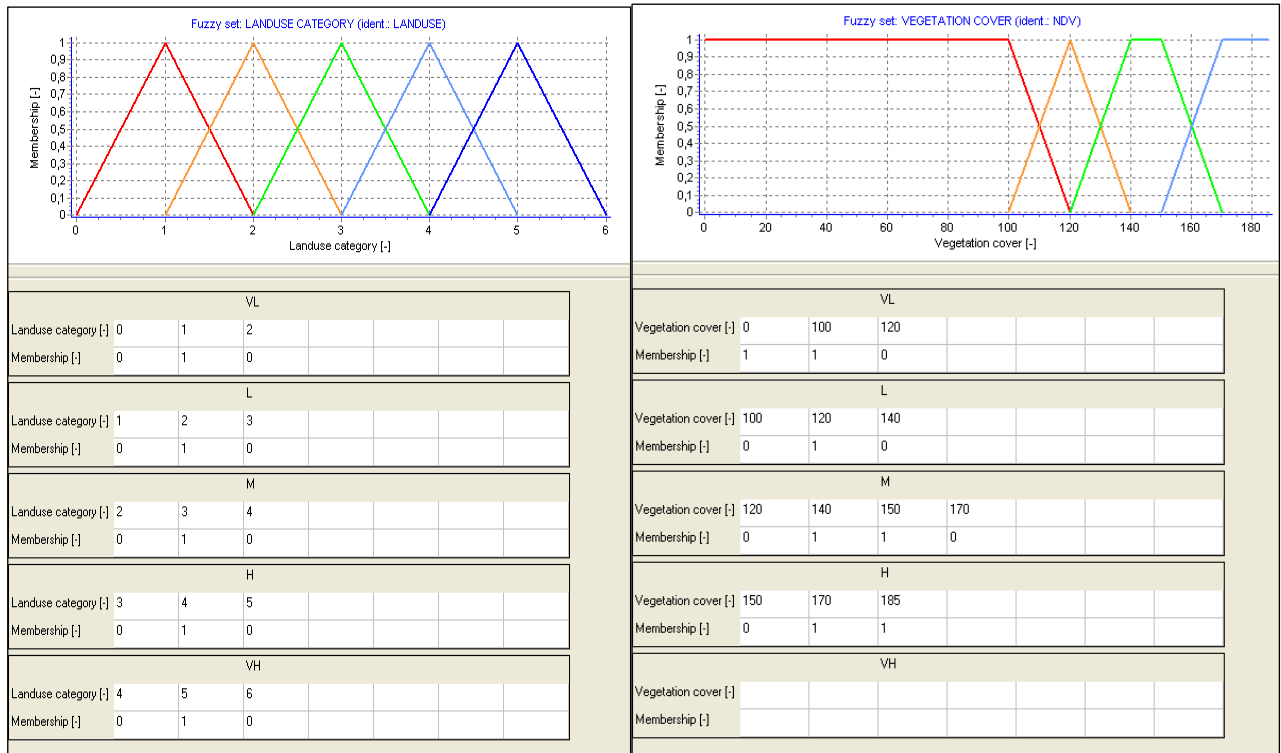 Fuzzy set: LANDUSE CATEGORY (ident.: LANDUSE)
Membership [-]
1
0,9
0,8
0,7
0,6
0,5
0,4
0,3
0,2
0,1
0
0 1 2 3 4 5 6
Landuse category [-]
VL
Landuse category [-] 0 1 2
Membership [-] 0 1 0
L
Landuse category [-] 1 2 3
Membership [-] 0 1 0
M
Landuse category [-] 2 3 4
Membership [-] 0 1 0
H
Landuse category [-] 3 4 5
Membership [-] 0 1 0
VH
Landuse category [-] 4 5 6
Membership [-] 0 1 0
Fuzzy set: VEGETATION COVER (ident.: NDV)
Membership [-]
1
0,9
0,8
0,7
0,6
0,5
0,4
0,3
0,2
0,1
0
0 20 40 60 80 100 120 140 160 180
Vegetation cover [-]
VL
Vegetation cover [-] 0 100 120
Membership [-] 1 1 0
L
Vegetation cover [-] 100 120 140
Membership [-] 0 1 0
M
Vegetation cover [-] 120 140 150 170
Membership [-] 0 1 1 0
H
Vegetation cover [-] 150 170 185
Membership [-] 0 1 1
VH
Vegetation cover [-]
Membership [-]